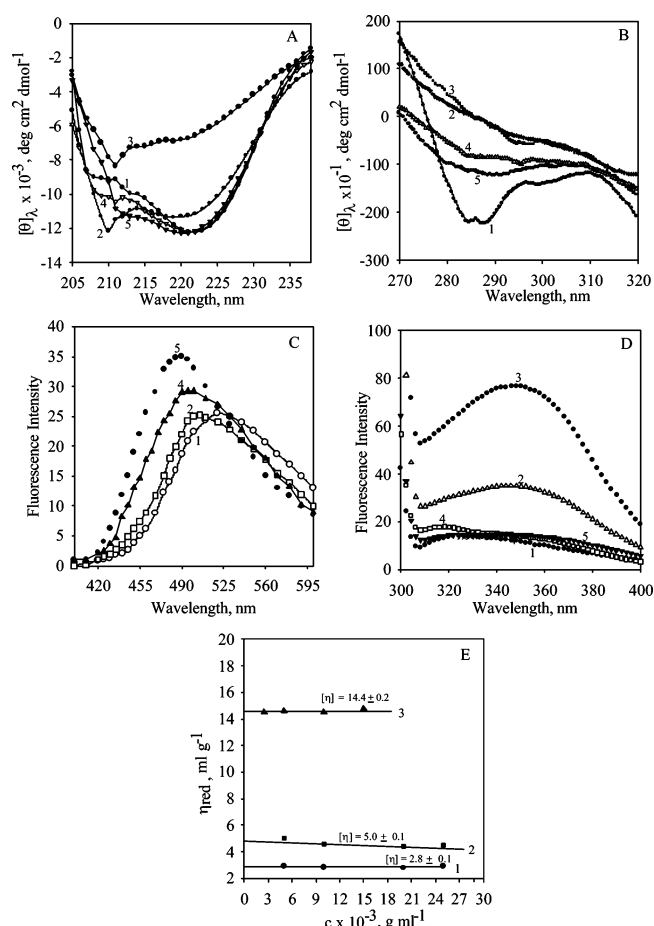 A
[θ]λ x 10-3, deg cm2 dmol-1
0
-2
-4
-6
-8
-10
-12
-14
3
1
4
2
5
205 210 215 220 225 230 235
Wavelength, nm
B
[θ]λ x 10-1, deg cm2 dmol-1
200
100
0
-100
-200
-300
3
2
4
5
1
270 280 290 300 310 320
Wavelength, nm
C
Fluorescence Intensity
40
35
30
25
20
15
10
5
0
5
4
2
1
420 455 490 525 560 595
Wavelength, nm
D
Fluorescence Intensity
100
80
60
40
20
0
3
2
4
5
1
300 320 340 360 380 400
Wavelength, nm
E
ηred , ml g-1
20
18
16
14
12
10
8
6
4
2
[η] = 14.4 ± 0.2
3
[η] = 5.0 ± 0.1
2
[η] = 2.8 ± 0.1
1
0 3 6 9 12 15 18 21 24 27 30
c x 10-3, g ml-1